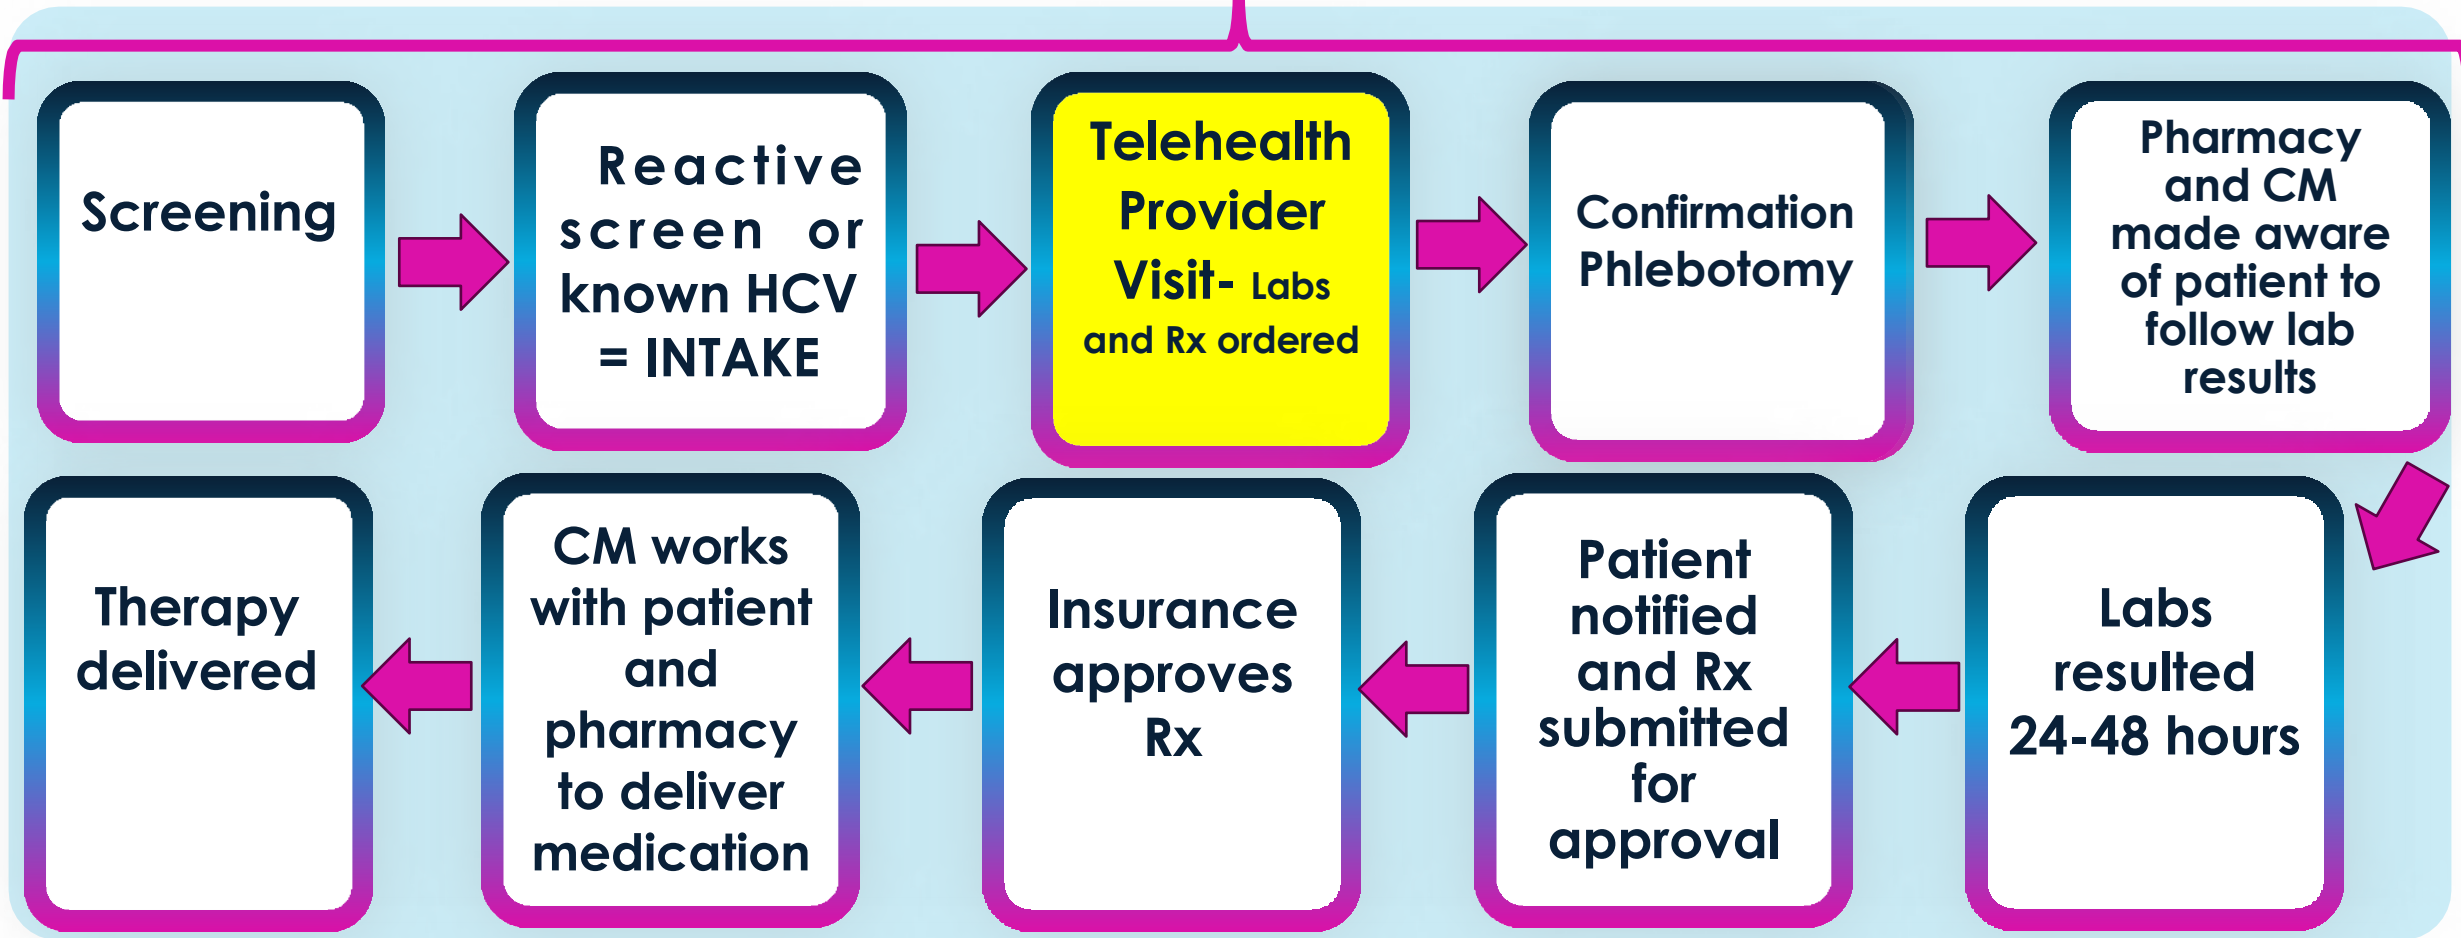 Screening
Reactive
screen or
known HCV
= INTAKE
Telehealth
Provider
Visit- Labs
and Rx ordered
Confirmation
Phlebotomy
Pharmacy
and CM
made aware
of patient to
follow lab
results
Labs
resulted
24-48 hours
Patient
notified
and Rx
submitted
for
approval
Insurance
approves
Rx
CM works
with patient
and
pharmacy
to deliver
medication
Therapy
delivered